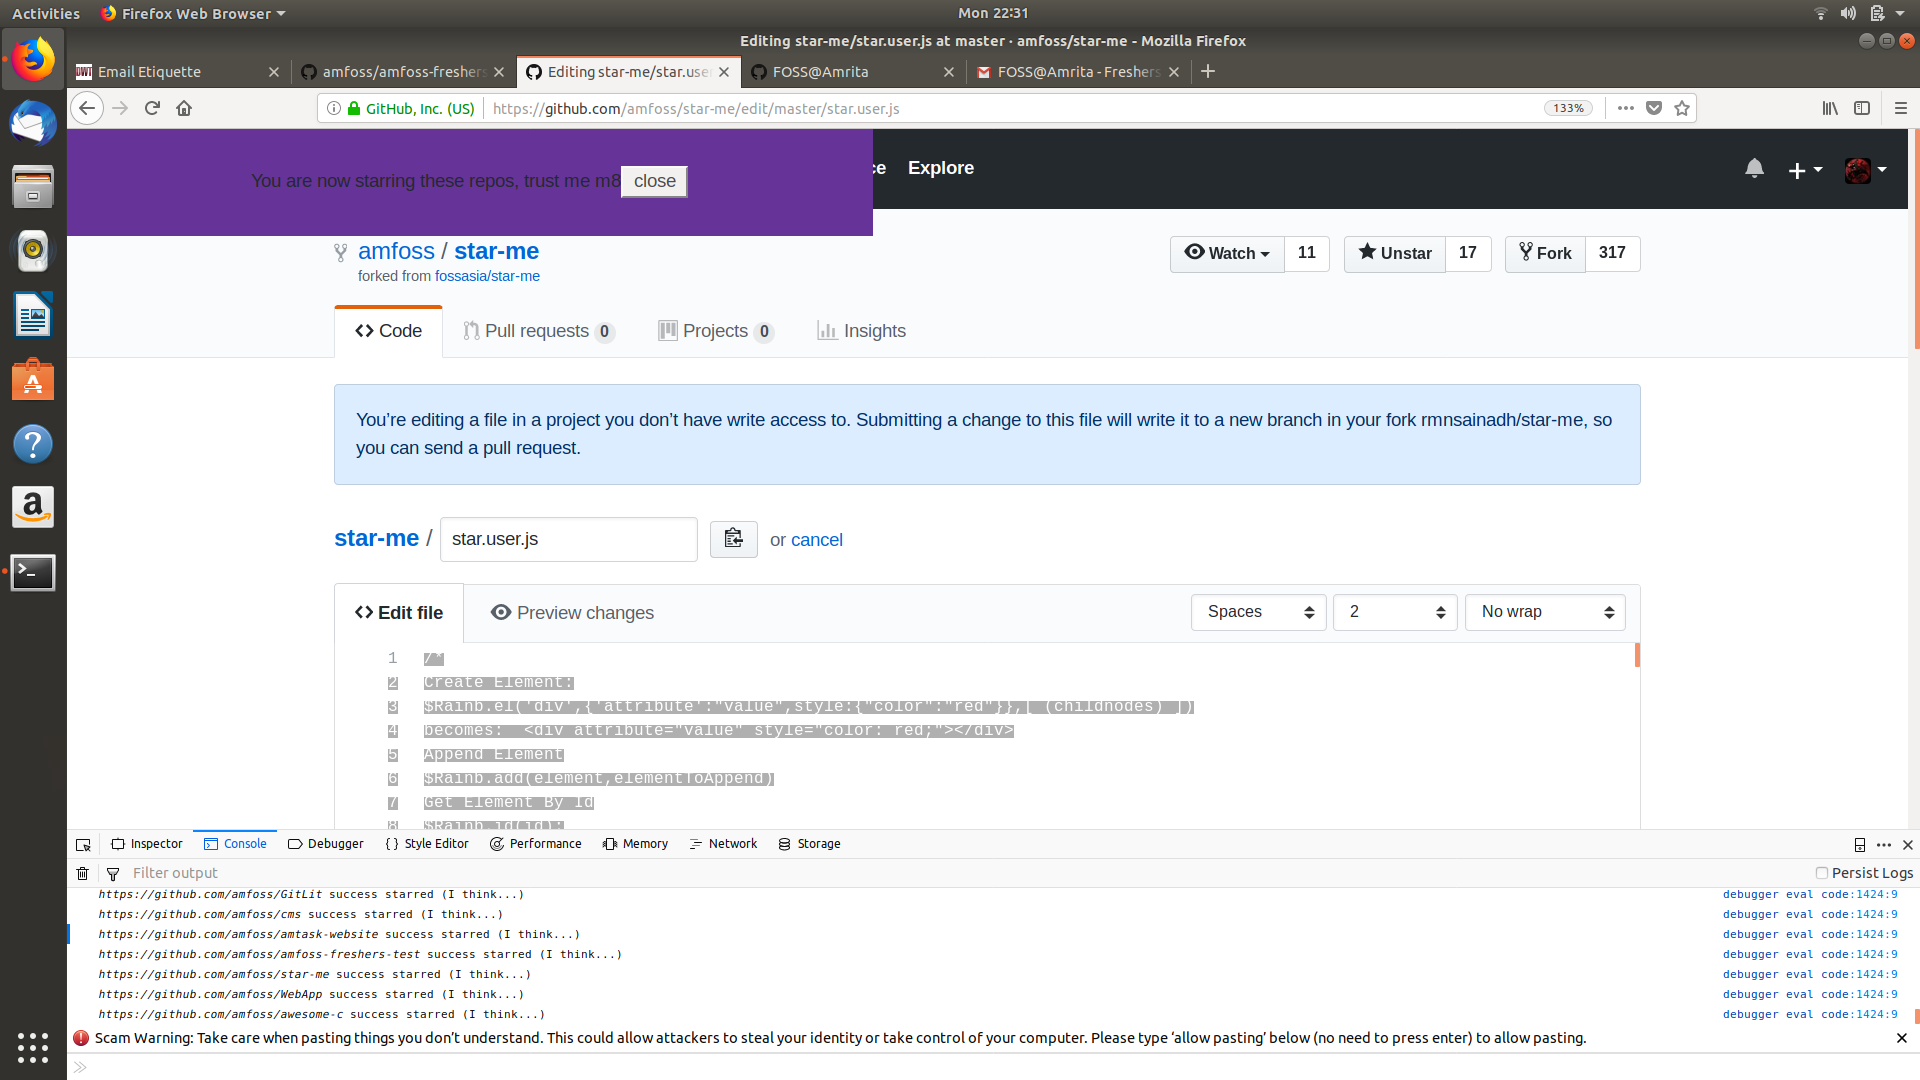 Activities
Firefox Web Browser
Mon 22:31
Editing star-me/star.user.js at master · amfoss/star-me - Mozilla Firefox
Email Etiquette
amfoss/amfoss-freshers
Editing star-me/star.user
FOSS@Amrita
FOSS@Amrita - Freshers
GitHub, Inc. (US)
https://github.com/amfoss/star-me/edit/master/star.user.js
133%
You are now starring these repos, trust me m8
close
ce
Explore
amfoss / star-me
forked from fossasia/star-me
Watch 11
Unstar 17
Fork 317
<> Code
Pull requests 0
Projects 0
Insights
You’re editing a file in a project you don’t have write access to. Submitting a change to this file will write it to a new branch in your fork rmnsainadh/star-me, so
you can send a pull request.
star-me / star.user.js or cancel
<> Edit file
Preview changes
Spaces
2
No wrap
1 /*
2 Create Element:
3 $Rainb.el('div',{'attribute':"value",style:{"color":"red"}},[ (childnodes) ])
4 becomes:  <div attribute="value" style="color: red;"></div>
5 Append Element
6 $Rainb.add(element,elementToAppend)
7 Get Element By Id
8 $Rainb.id(id);
Inspector
Console
Debugger
{} Style Editor
Performance
Memory
Network
Storage
Filter output
Persist Logs
https://github.com/amfoss/GitLit success starred (I think...) debugger eval code:1424:9
https://github.com/amfoss/cms success starred (I think...) debugger eval code:1424:9
https://github.com/amfoss/amtask-website success starred (I think...) debugger eval code:1424:9
https://github.com/amfoss/amfoss-freshers-test success starred (I think...) debugger eval code:1424:9
https://github.com/amfoss/star-me success starred (I think...) debugger eval code:1424:9
https://github.com/amfoss/WebApp success starred (I think...) debugger eval code:1424:9
https://github.com/amfoss/awesome-c success starred (I think...) debugger eval code:1424:9
Scam Warning: Take care when pasting things you don’t understand. This could allow attackers to steal your identity or take control of your computer. Please type ‘allow pasting’ below (no need to press enter) to allow pasting.